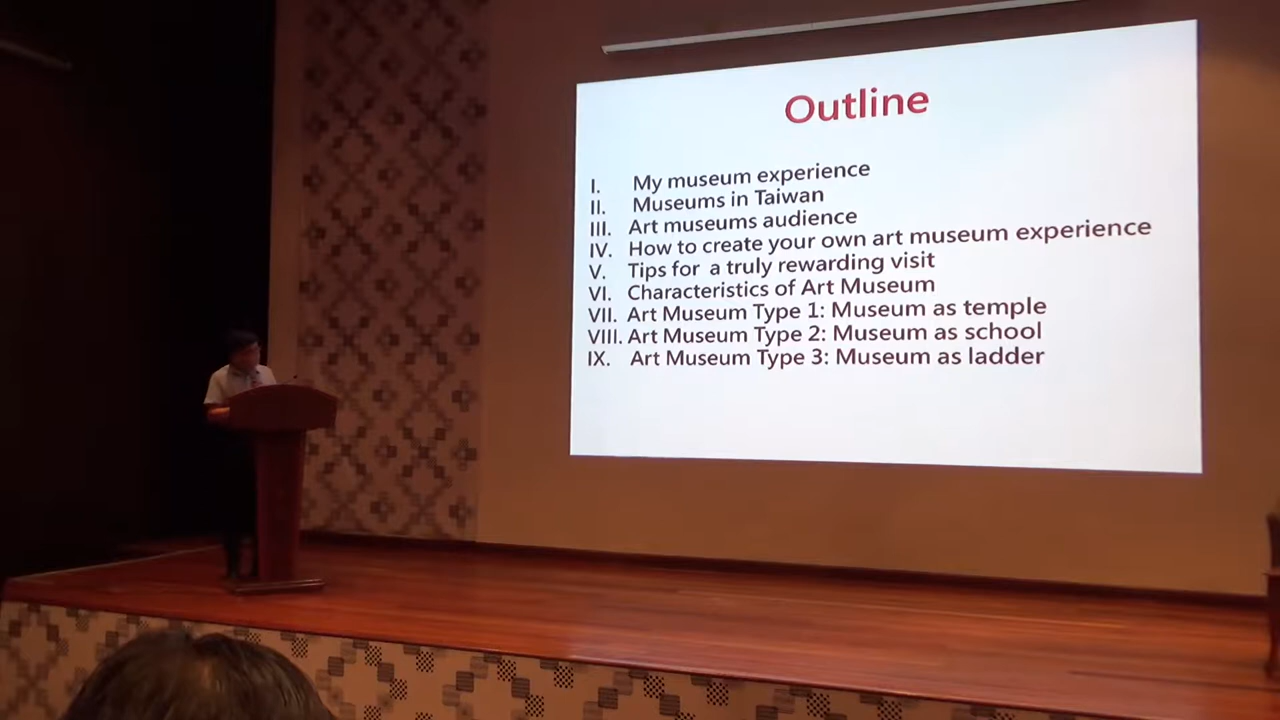 Outline
I. My museum experience
II. Museums in Taiwan
III. Art museums audience
IV. How to create your own art museum experience
V. Tips for a truly rewarding visit
VI. Characteristics of Art Museum
VII. Art Museum Type 1: Museum as temple
VIII. Art Museum Type 2: Museum as school
IX. Art Museum Type 3: Museum as ladder